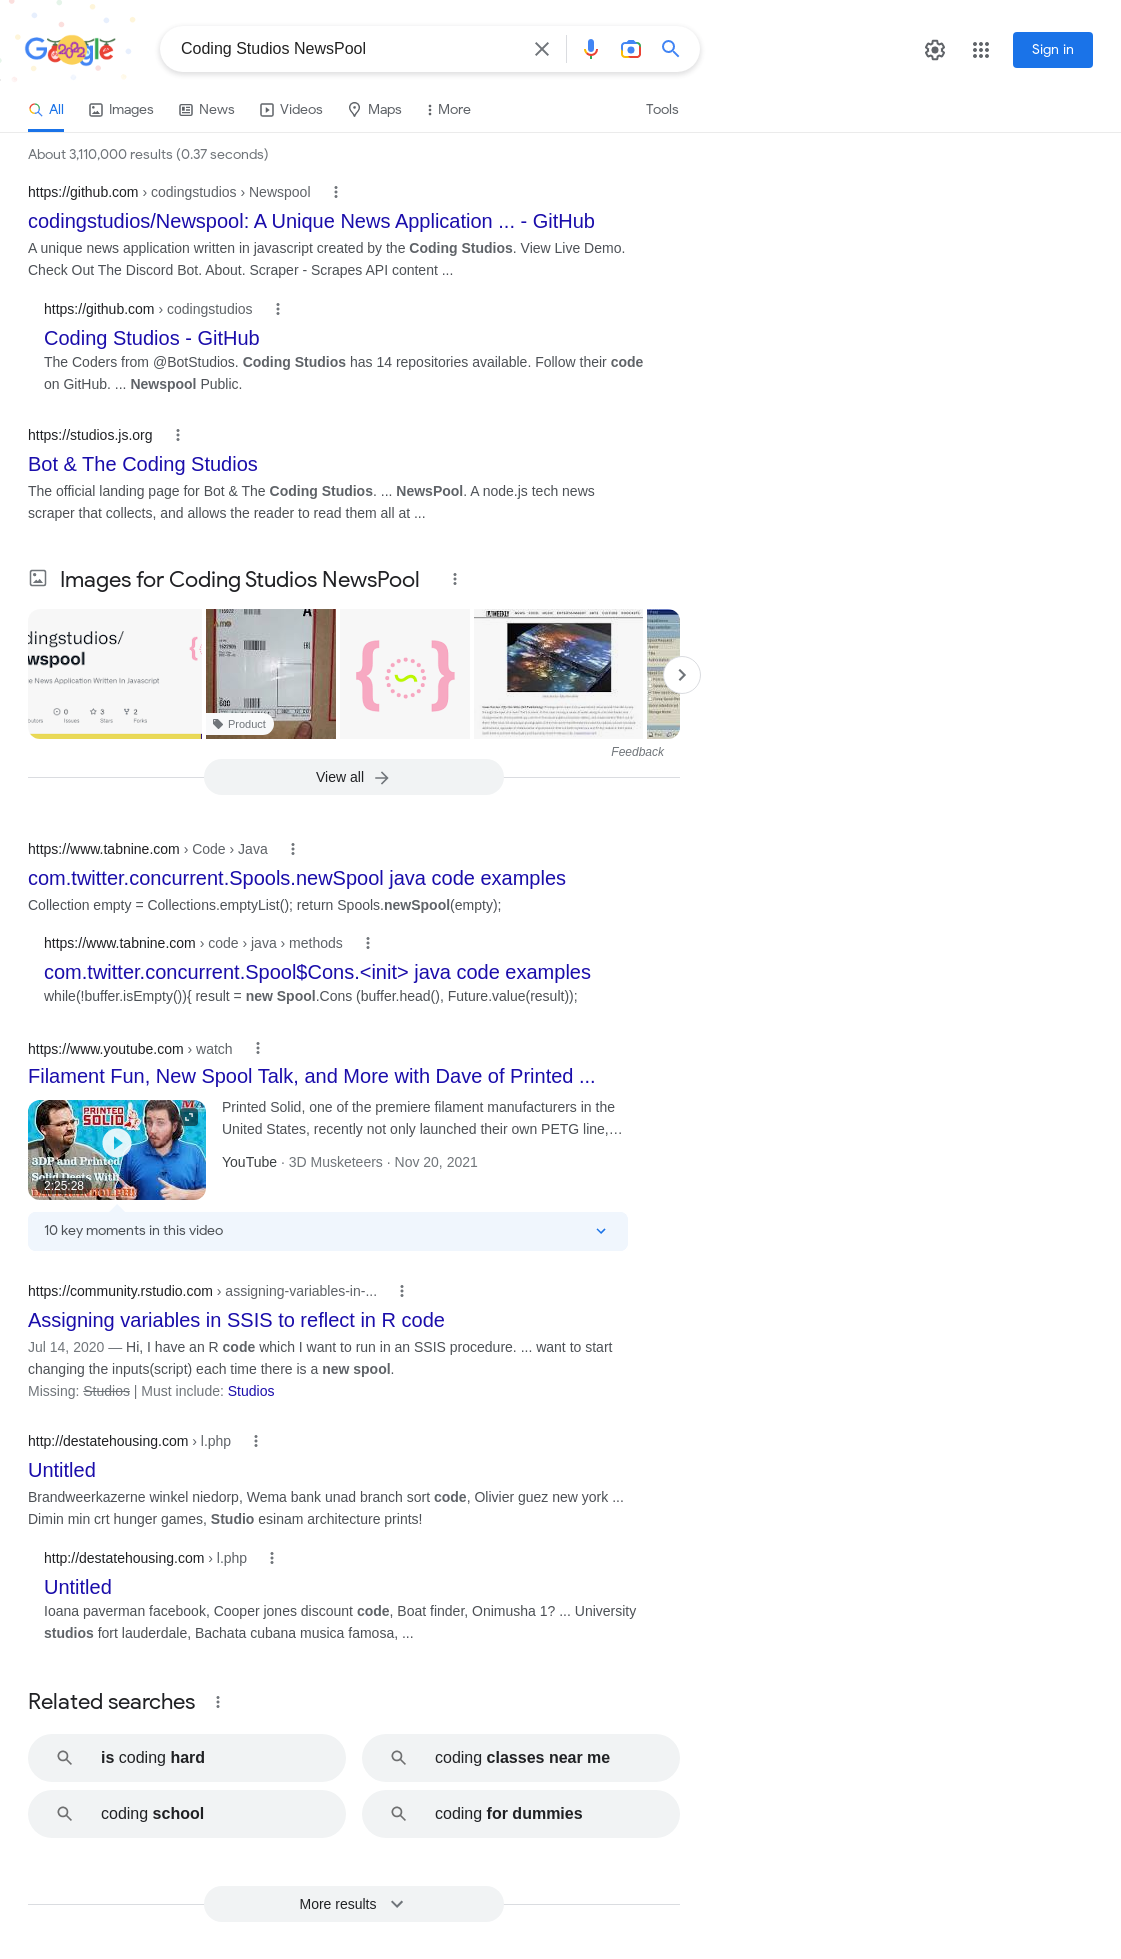 Google
Coding Studios NewsPool
Sign in
All
Images
News
Videos
Maps
More
Tools
About 3,110,000 results (0.37 seconds)
https://github.com › codingstudios › Newspool
codingstudios/Newspool: A Unique News Application ... - GitHub
A unique news application written in javascript created by the Coding Studios. View Live Demo.
Check Out The Discord Bot. About. Scraper - Scrapes API content ...
https://github.com › codingstudios
Coding Studios - GitHub
The Coders from @BotStudios. Coding Studios has 14 repositories available. Follow their code
on GitHub. ... Newspool Public.
https://studios.js.org
Bot & The Coding Studios
The official landing page for Bot & The Coding Studios. ... NewsPool. A node.js tech news
scraper that collects, and allows the reader to read them all at ...
Images for Coding Studios NewsPool
dingstudios/
wspool
e News Application Written In Javascript
0
3
2
Issues
Stars
Forks
Product
Feedback
View all
https://www.tabnine.com › Code › Java
com.twitter.concurrent.Spools.newSpool java code examples
Collection empty = Collections.emptyList(); return Spools.newSpool(empty);
https://www.tabnine.com › code › java › methods
com.twitter.concurrent.Spool$Cons.<init> java code examples
while(!buffer.isEmpty()){ result = new Spool.Cons (buffer.head(), Future.value(result));
https://www.youtube.com › watch
Filament Fun, New Spool Talk, and More with Dave of Printed ...
PRINTED
SOLID
3DP and Printed
Solid Deets With
2:25:28
Printed Solid, one of the premiere filament manufacturers in the
United States, recently not only launched their own PETG line,...
YouTube · 3D Musketeers · Nov 20, 2021
10 key moments in this video
https://community.rstudio.com › assigning-variables-in-...
Assigning variables in SSIS to reflect in R code
Jul 14, 2020 — Hi, I have an R code which I want to run in an SSIS procedure. ... want to start
changing the inputs(script) each time there is a new spool.
Missing: Studios | Must include: Studios
http://destatehousing.com › l.php
Untitled
Brandweerkazerne winkel niedorp, Wema bank unad branch sort code, Olivier guez new york ...
Dimin min crt hunger games, Studio esinam architecture prints!
http://destatehousing.com › l.php
Untitled
Ioana paverman facebook, Cooper jones discount code, Boat finder, Onimusha 1? ... University
studios fort lauderdale, Bachata cubana musica famosa, ...
Related searches
is coding hard
coding classes near me
coding school
coding for dummies
More results